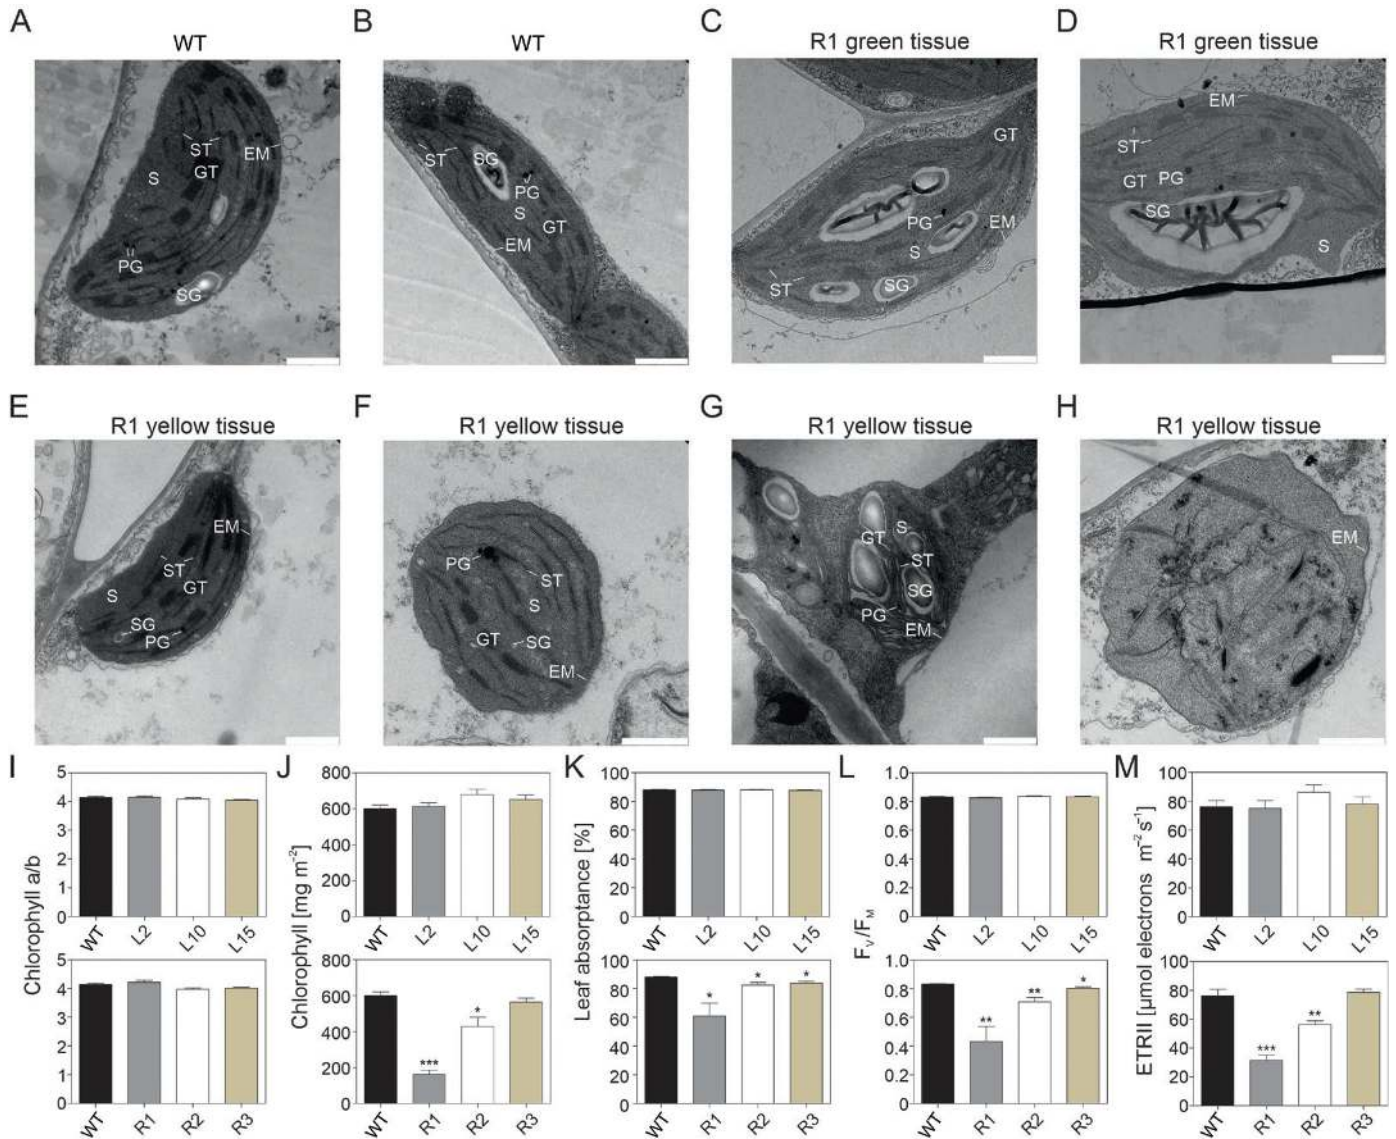 A
WT
B
WT
C
R1 green tissue
D
R1 green tissue
ST
EM
S
GT
PG
SG
ST
SG
PG
S
GT
EM
GT
PG
EM
S
ST
SG
EM
ST
GT
PG
SG
S
E
R1 yellow tissue
F
R1 yellow tissue
G
R1 yellow tissue
H
R1 yellow tissue
EM
ST
GT
S
SG
PG
PG
ST
S
GT
SG
EM
S
GT
ST
SG
PG
EM
EM
I
Chlorophyll a/b
5
4
3
2
1
0
WT
L2
L10
L15
5
4
3
2
1
0
WT
R1
R2
R3
J
Chlorophyll [mg m⁻²]
800
600
400
200
0
WT
L2
L10
L15
800
600
400
200
0
***
*
WT
R1
R2
R3
K
Leaf absorptance [%]
100
80
60
40
20
0
WT
L2
L10
L15
100
80
60
40
20
0
*
*
*
WT
R1
R2
R3
L
Fᵥ/Fₘ
1.0
0.8
0.6
0.4
0.2
0.0
WT
L2
L10
L15
1.0
0.8
0.6
0.4
0.2
0.0
**
**
*
WT
R1
R2
R3
M
ETRII [µmol electrons m⁻² s⁻¹]
100
80
60
40
20
0
WT
L2
L10
L15
100
80
60
40
20
0
***
**
WT
R1
R2
R3